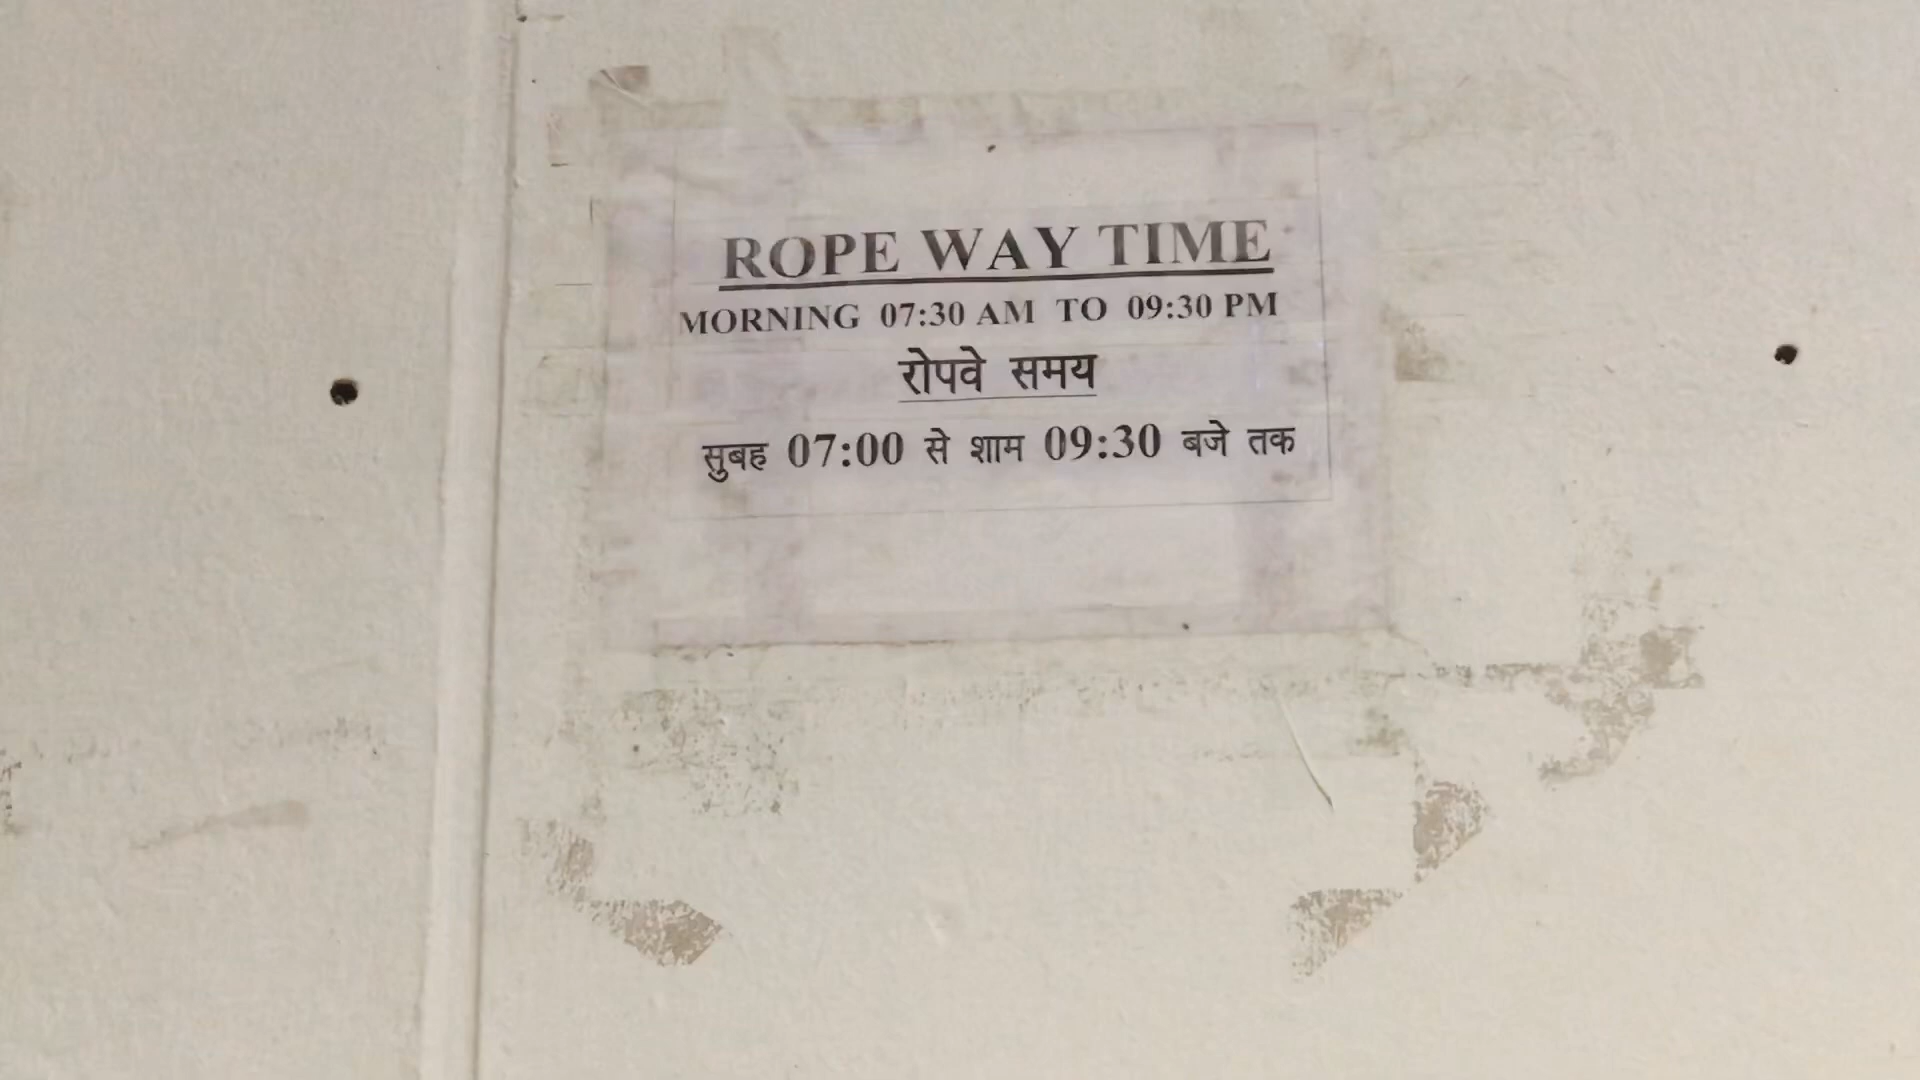 ROPE WAY TIME
MORNING 07:30 AM TO 09:30 PM
रोपवे समय
सुबह 07:00 से शाम 09:30 बजे तक